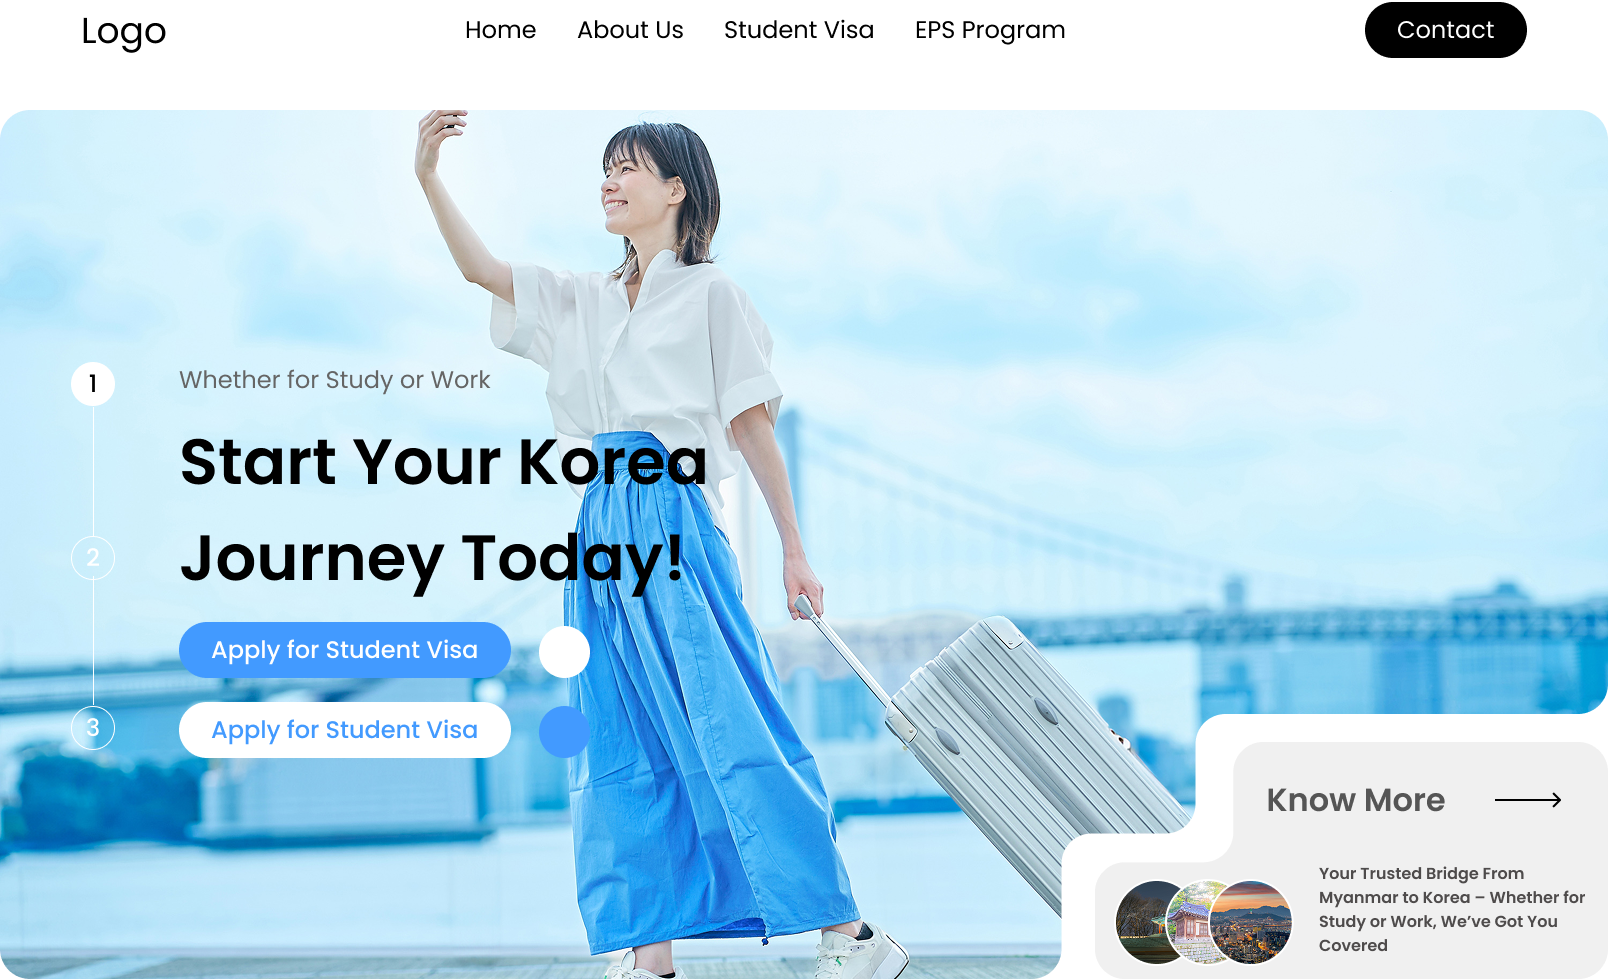 Logo
Home
About Us
Student Visa
EPS Program
Contact
1
Whether for Study or Work
Start Your Korea
Journey Today!
2
Apply for Student Visa
3
Apply for Student Visa
Know More
Your Trusted Bridge From
Myanmar to Korea – Whether for
Study or Work, We’ve Got You
Covered